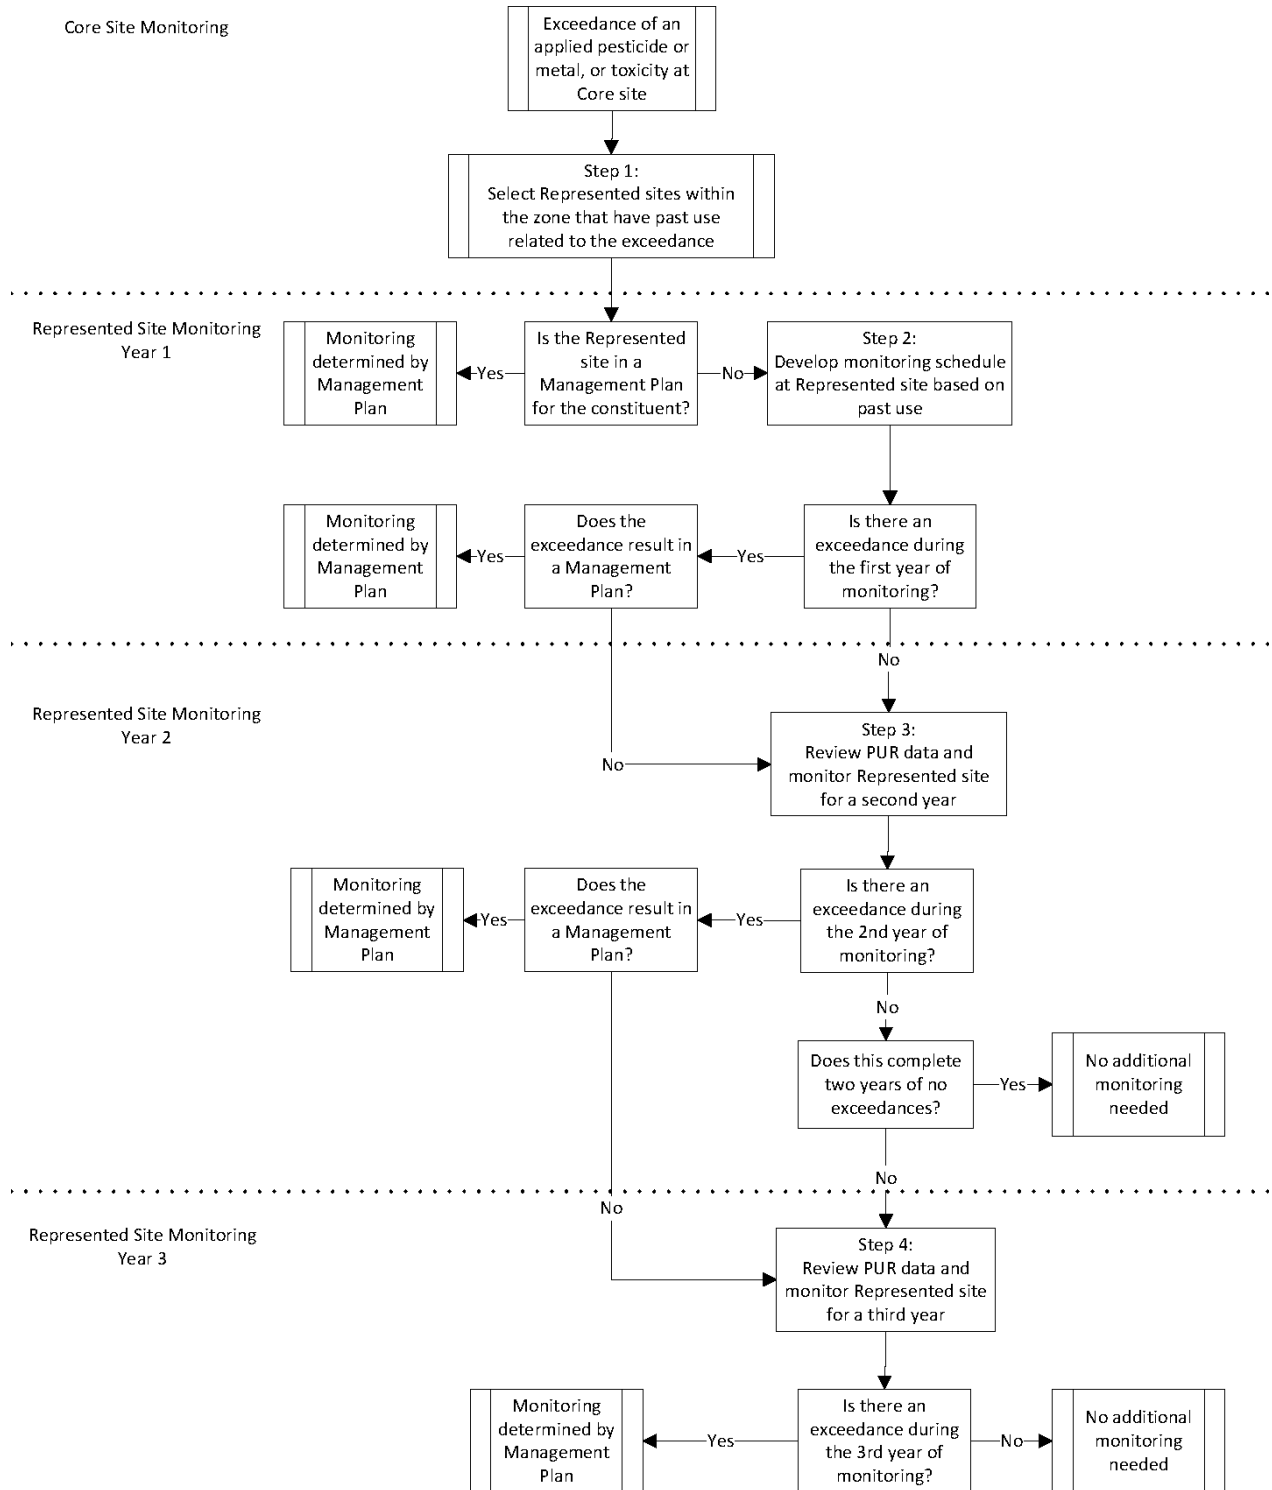 Core Site Monitoring
Exceedance of an
applied pesticide or
metal, or toxicity at
Core site
Step 1:
Select Represented sites within
the zone that have past use
related to the exceedance
Represented Site Monitoring
Year 1
Monitoring
determined by
Management
Plan
Yes
Is the Represented
site in a
Management Plan
for the constituent?
No
Step 2:
Develop monitoring schedule
at Represented site based on
past use
Monitoring
determined by
Management
Plan
Yes
Does the
exceedance result in
a Management
Plan?
Yes
Is there an
exceedance during
the first year of
monitoring?
No
Represented Site Monitoring
Year 2
No
Step 3:
Review PUR data and
monitor Represented site
for a second year
Monitoring
determined by
Management
Plan
Yes
Does the
exceedance result in
a Management
Plan?
Yes
Is there an
exceedance during
the 2nd year of
monitoring?
No
Does this complete
two years of no
exceedances?
Yes
No additional
monitoring
needed
No
Represented Site Monitoring
Year 3
No
Step 4:
Review PUR data and
monitor Represented site
for a third year
Monitoring
determined by
Management
Plan
Yes
Is there an
exceedance during
the 3rd year of
monitoring?
No
No additional
monitoring
needed